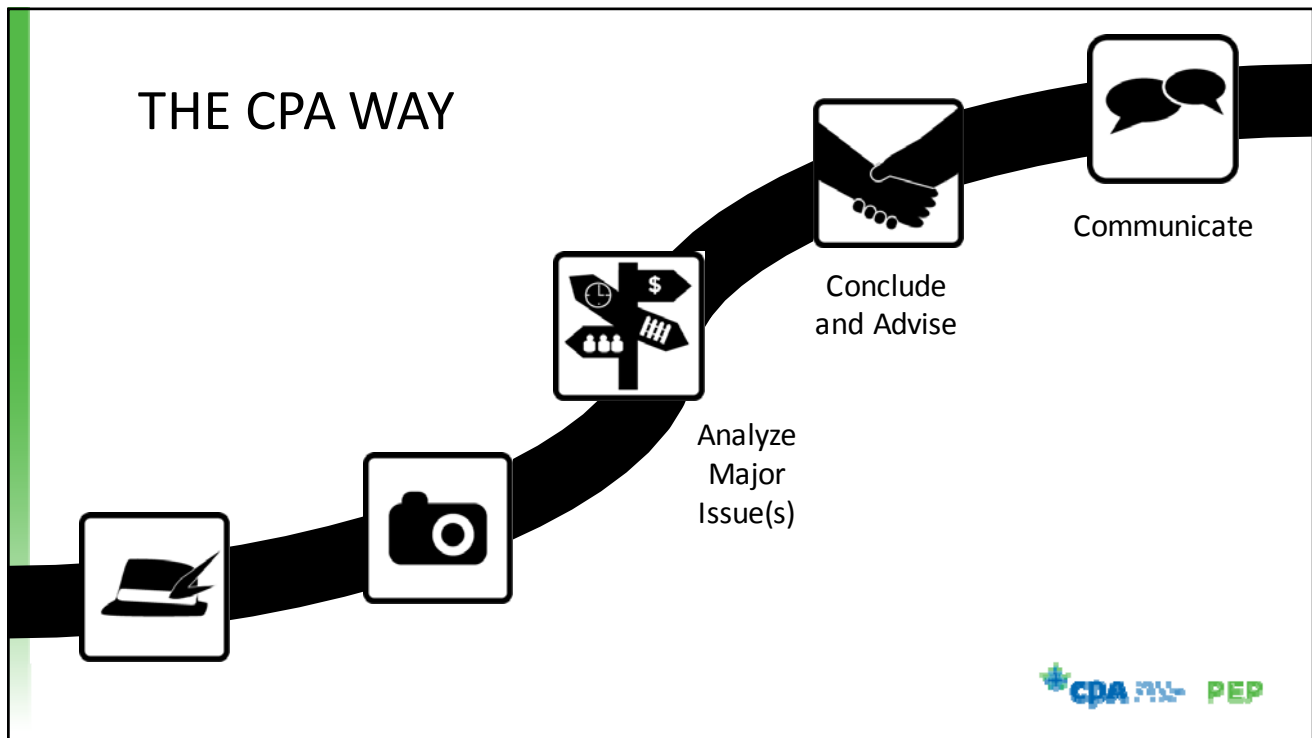 THE CPA WAY
Communicate
Conclude
and Advise
$
Analyze
Major
Issue(s)
CPA PEP